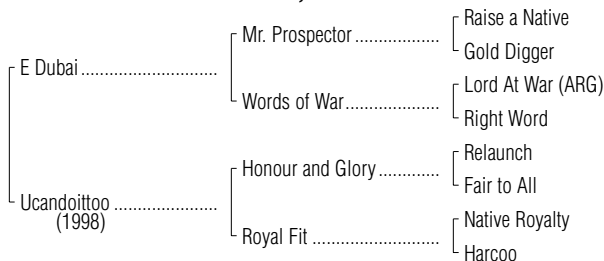 Raise a Native
Mr. Prospector ...................
Gold Digger
E Dubai .............................
Lord At War (ARG)
Words of War.....................
Right Word
Relaunch
Honour and Glory ..............
Fair to All
Ucandoittoo ......................
(1998)
Native Royalty
Royal Fit ............................
Harcoo